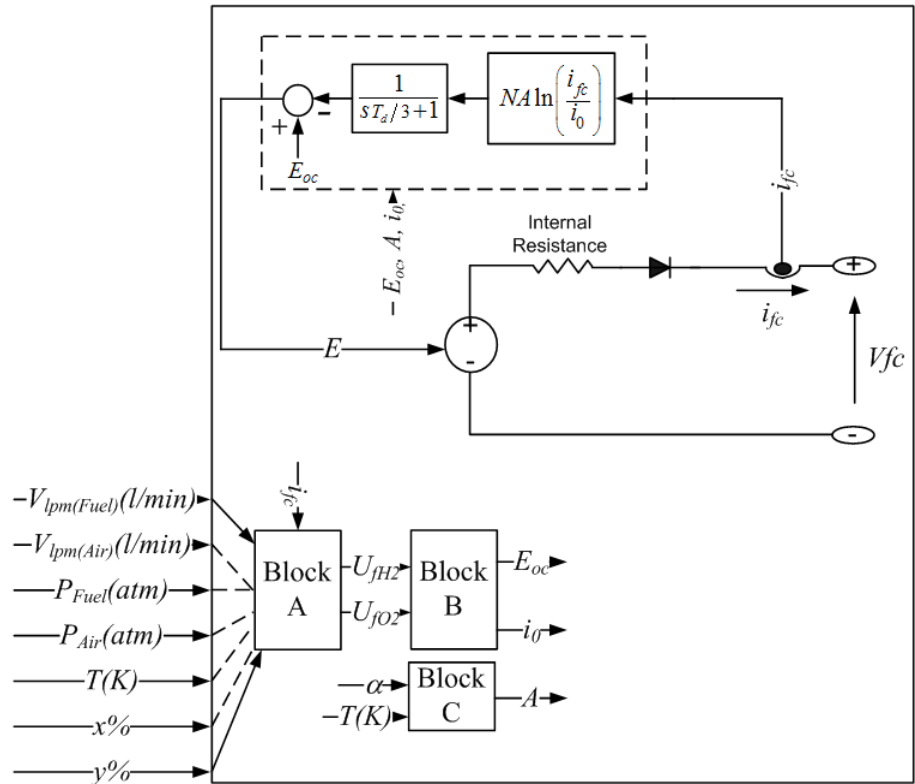 1
sT_d/3+1
NA ln(i_fc/i_0)
+
−
E_oc
i_fc
– E_oc, A, i_0,
Internal
Resistance
+
i_fc
E
+
-
Vfc
-
–V_lpm(Fuel)(l/min)
–V_lpm(Air)(l/min)
P_Fuel(atm)
P_Air(atm)
T(K)
x%
y%
i_fc
Block
A
U_fH2
U_fO2
Block
B
E_oc
i_0
α
–T(K)
Block
C
A